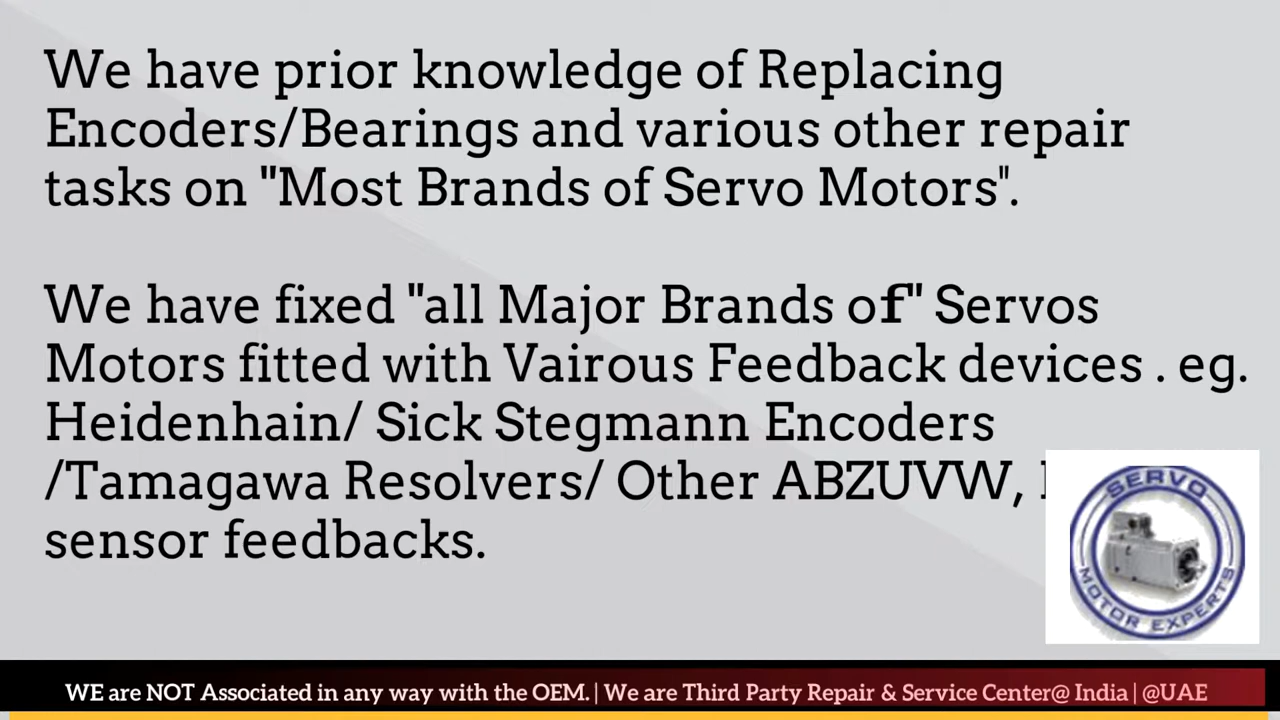 We have prior knowledge of Replacing
Encoders/Bearings and various other repair
tasks on "Most Brands of Servo Motors".
We have fixed "all Major Brands of" Servos
Motors fitted with Vairous Feedback devices . eg.
Heidenhain/ Sick Stegmann Encoders
/Tamagawa Resolvers/ Other ABZUVW,
sensor feedbacks.
SERVO
MOTOR EXPERTS
WE are NOT Associated in any way with the OEM. | We are Third Party Repair & Service Center@ India | @UAE